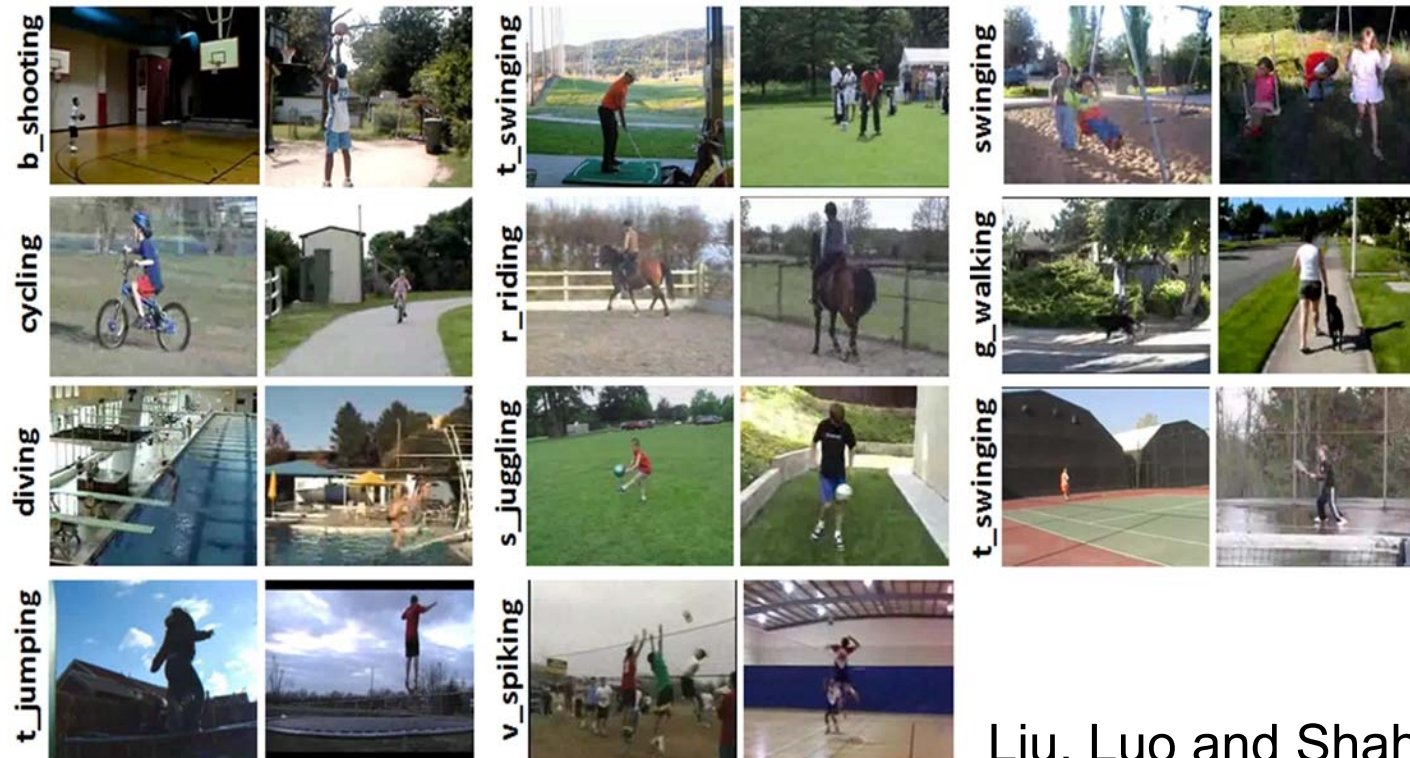 b_shooting
t_swinging
swinging
cycling
r_riding
g_walking
diving
s_juggling
t_swinging
t_jumping
v_spiking
Liu, Luo and Shah